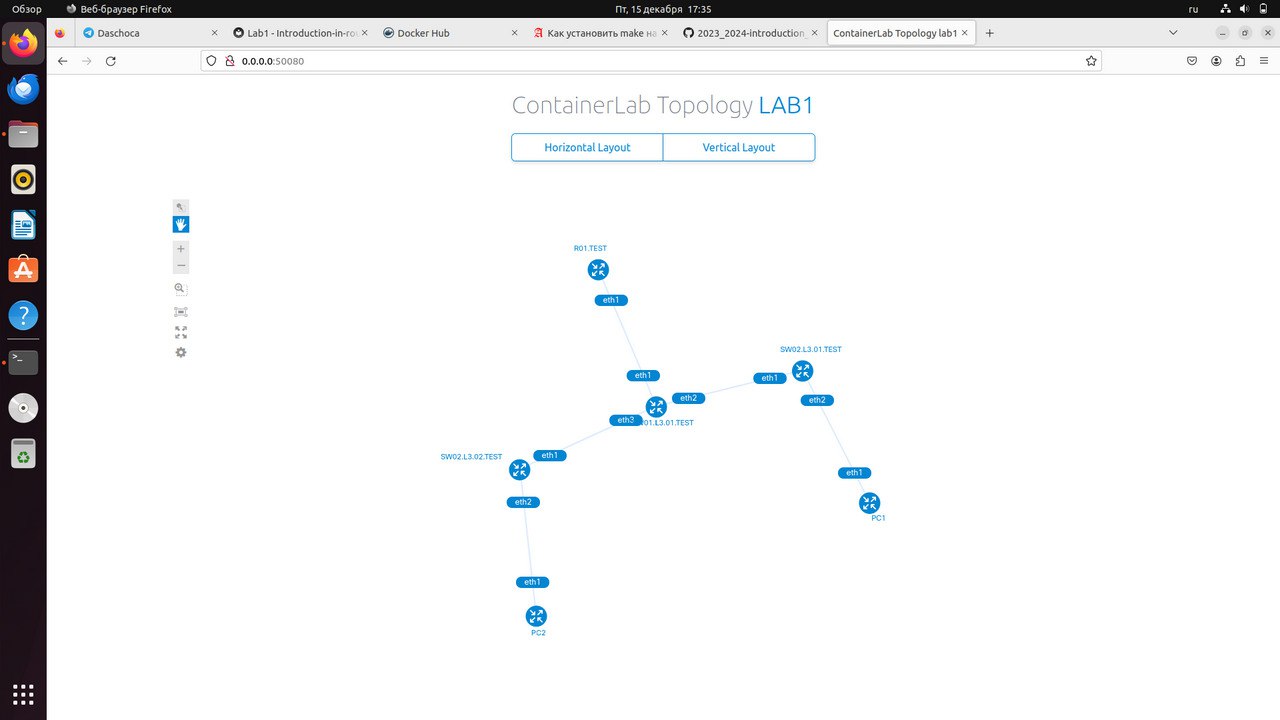 Обзор
Веб-браузер Firefox
Пт, 15 декабря 17:35
ru
Daschoca
Lab1 - Introduction-in-ro
Docker Hub
Как установить make на
2023_2024-introduction_
ContainerLab Topology lab1
0.0.0.0:50080
ContainerLab Topology LAB1
Horizontal Layout
Vertical Layout
R01.TEST
eth1
SW02.L3.01.TEST
eth1
eth1
eth2
eth2
eth3
01.L3.01.TEST
SW02.L3.02.TEST
eth1
eth1
eth2
PC1
eth1
PC2